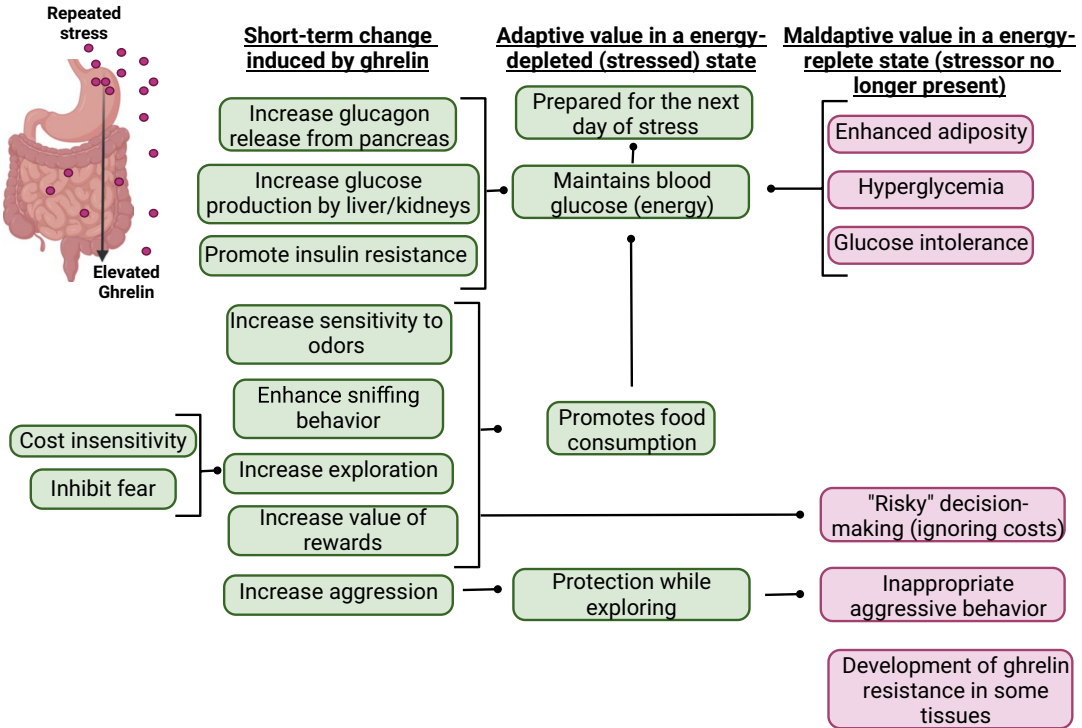 Repeated
stress
Elevated
Ghrelin
Short-term change
induced by ghrelin
Increase glucagon
release from pancreas
Increase glucose
production by liver/kidneys
Promote insulin resistance
Increase sensitivity to
odors
Enhance sniffing
behavior
Cost insensitivity
Inhibit fear
Increase exploration
Increase value of
rewards
Increase aggression
Adaptive value in a energy-
depleted (stressed) state
Prepared for the next
day of stress
Maintains blood
glucose (energy)
Promotes food
consumption
Protection while
exploring
Maldaptive value in a energy-
replete state (stressor no
longer present)
Enhanced adiposity
Hyperglycemia
Glucose intolerance
"Risky" decision-
making (ignoring costs)
Inappropriate
aggressive behavior
Development of ghrelin
resistance in some
tissues